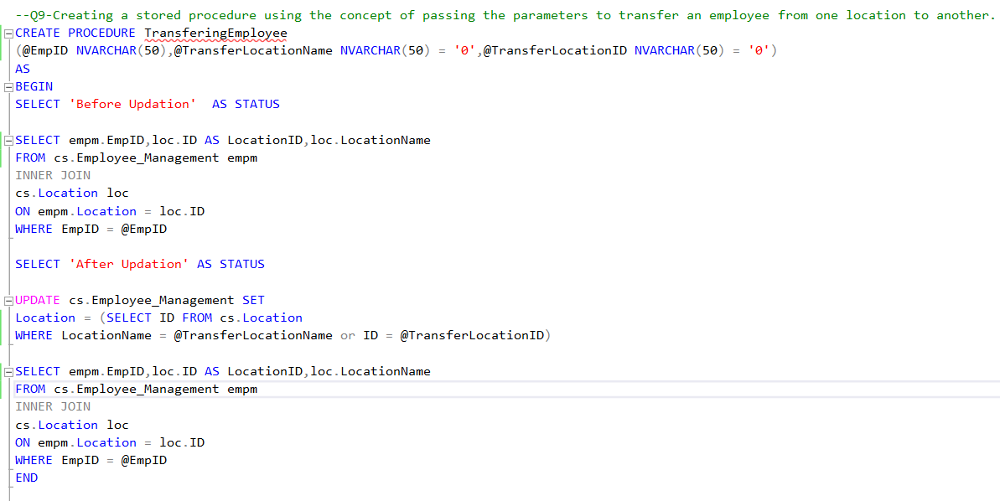 --Q9-Creating a stored procedure using the concept of passing the parameters to transfer an employee from one location to another.
CREATE PROCEDURE TransferingEmployee
(@EmpID NVARCHAR(50),@TransferLocationName NVARCHAR(50) = '0',@TransferLocationID NVARCHAR(50) = '0')
AS
BEGIN
SELECT 'Before Updation'  AS STATUS
SELECT empm.EmpID,loc.ID AS LocationID,loc.LocationName
FROM cs.Employee_Management empm
INNER JOIN
cs.Location loc
ON empm.Location = loc.ID
WHERE EmpID = @EmpID
SELECT 'After Updation' AS STATUS
UPDATE cs.Employee_Management SET
Location = (SELECT ID FROM cs.Location
WHERE LocationName = @TransferLocationName or ID = @TransferLocationID)
SELECT empm.EmpID,loc.ID AS LocationID,loc.LocationName
FROM cs.Employee_Management empm
INNER JOIN
cs.Location loc
ON empm.Location = loc.ID
WHERE EmpID = @EmpID
END